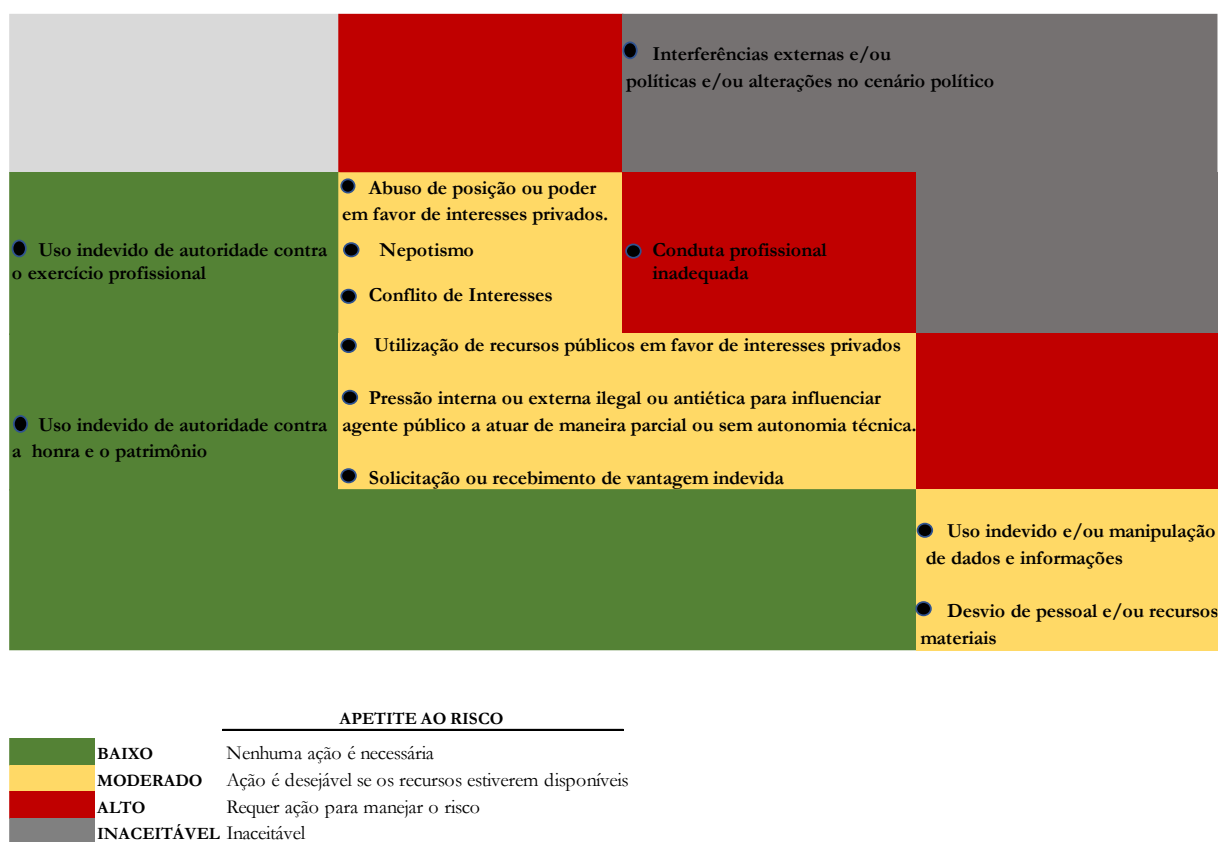 Interferências externas e/ou
políticas e/ou alterações no cenário político
Abuso de posição ou poder
em favor de interesses privados.
Uso indevido de autoridade contra
o exercício profissional
Nepotismo
Conduta profissional
inadequada
Conflito de Interesses
Utilização de recursos públicos em favor de interesses privados
Uso indevido de autoridade contra
a honra e o patrimônio
Pressão interna ou externa ilegal ou antiética para influenciar
agente público a atuar de maneira parcial ou sem autonomia técnica.
Solicitação ou recebimento de vantagem indevida
Uso indevido e/ou manipulação
de dados e informações
Desvio de pessoal e/ou recursos
materiais
APETITE AO RISCO
BAIXO Nenhuma ação é necessária
MODERADO Ação é desejável se os recursos estiverem disponíveis
ALTO Requer ação para manejar o risco
INACEITÁVEL Inaceitável